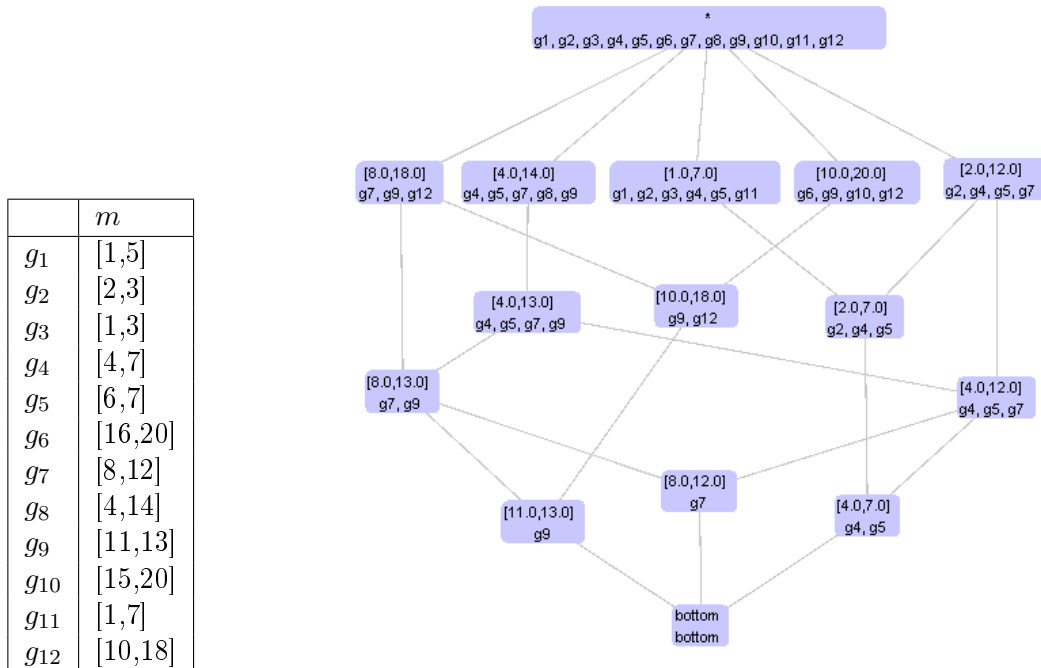 m
g1 [1,5]
g2 [2,3]
g3 [1,3]
g4 [4,7]
g5 [6,7]
g6 [16,20]
g7 [8,12]
g8 [4,14]
g9 [11,13]
g10 [15,20]
g11 [1,7]
g12 [10,18]
*
g1, g2, g3, g4, g5, g6, g7, g8, g9, g10, g11, g12
[8.0,18.0]
g7, g9, g12
[4.0,14.0]
g4, g5, g7, g8, g9
[1.0,7.0]
g1, g2, g3, g4, g5, g11
[10.0,20.0]
g6, g9, g10, g12
[2.0,12.0]
g2, g4, g5, g7
[4.0,13.0]
g4, g5, g7, g9
[10.0,18.0]
g9, g12
[2.0,7.0]
g2, g4, g5
[8.0,13.0]
g7, g9
[4.0,12.0]
g4, g5, g7
[11.0,13.0]
g9
[8.0,12.0]
g7
[4.0,7.0]
g4, g5
bottom
bottom